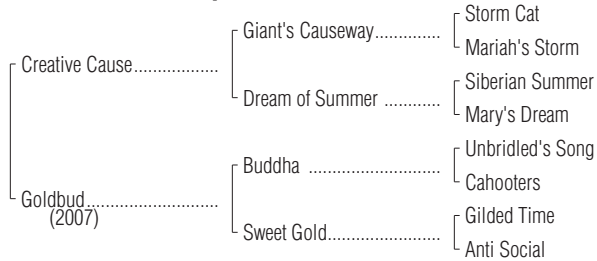 Storm Cat
Giant's Causeway..............
Mariah's Storm
Creative Cause..................
Siberian Summer
Dream of Summer ............
Mary's Dream
Unbridled's Song
Buddha ...........................
Cahooters
Goldbud............................
(2007)
Gilded Time
Sweet Gold........................
Anti Social